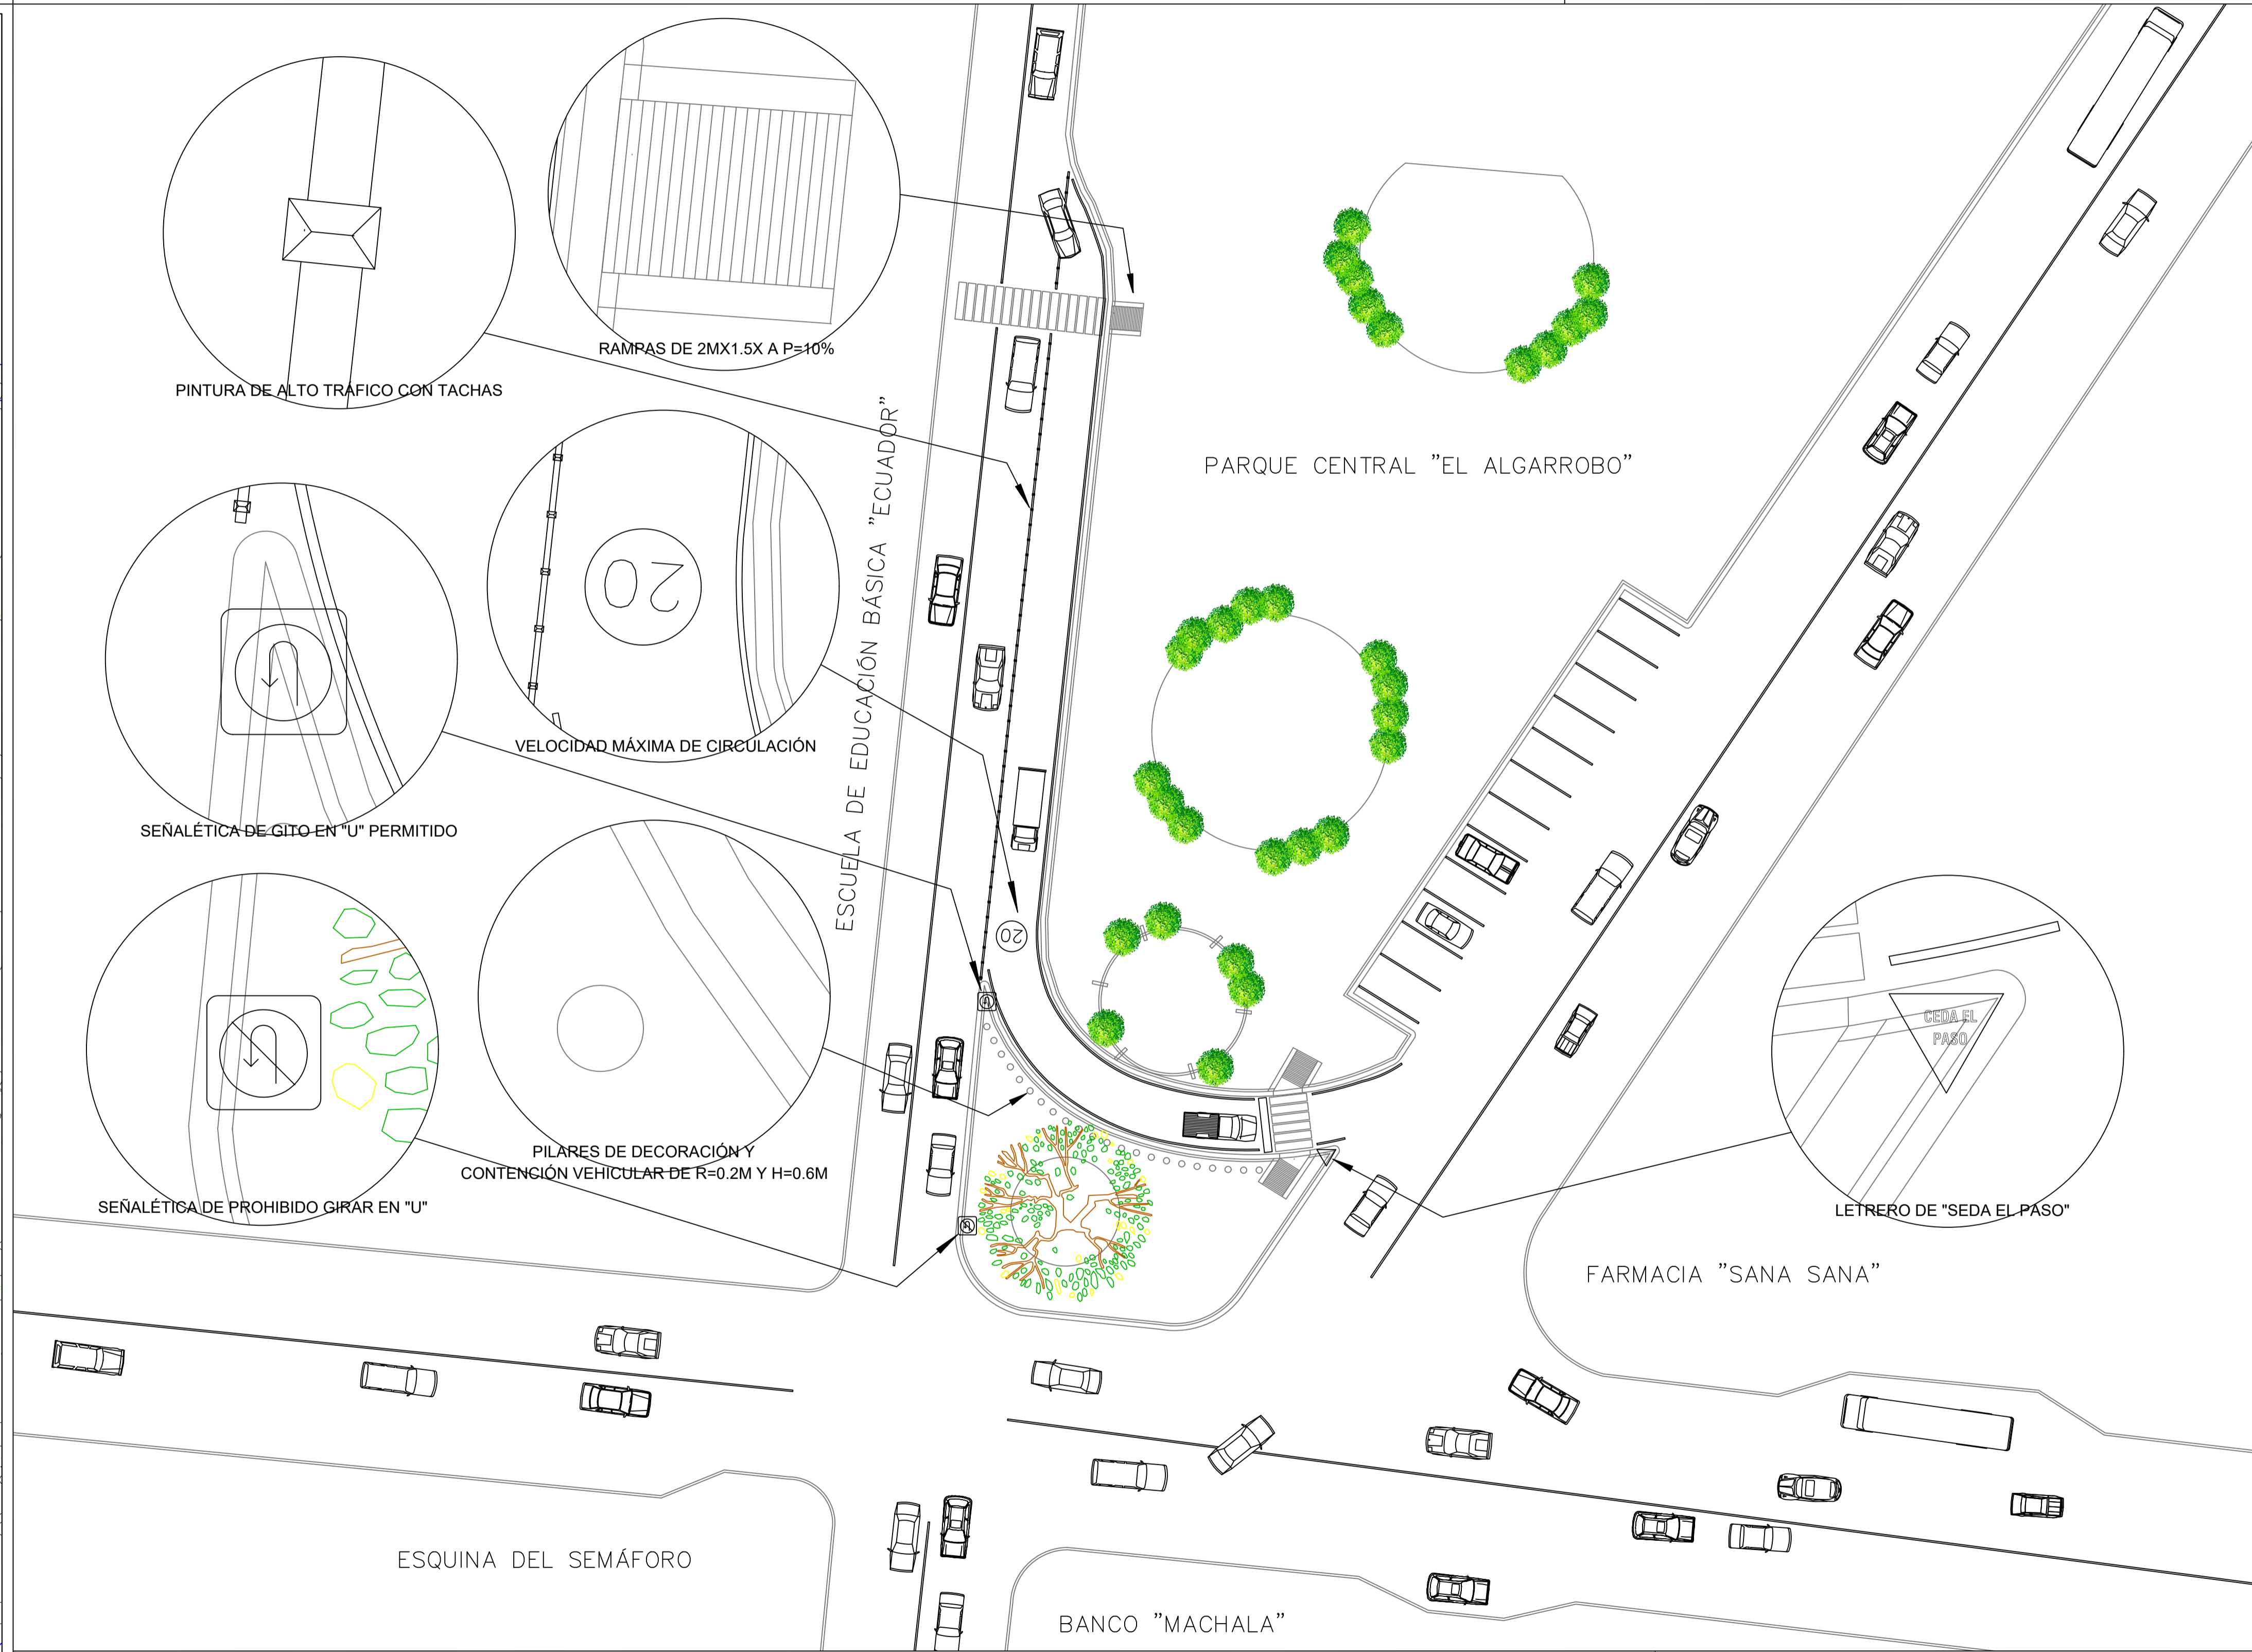 RAMPAS DE 2MX1.5X A P=10%
PINTURA DE ALTO TRÁFICO CON TACHAS
ESCUELA DE EDUCACIÓN BÁSICA "ECUADOR"
PARQUE CENTRAL "EL ALGARROBO"
20
VELOCIDAD MÁXIMA DE CIRCULACIÓN
SEÑALÉTICA DE GITO EN "U" PERMITIDO
20
CEDA EL
PASO
PILARES DE DECORACIÓN Y
CONTENCIÓN VEHICULAR DE R=0.2M Y H=0.6M
SEÑALÉTICA DE PROHIBIDO GIRAR EN "U"
LETRERO DE "SEDA EL PASO"
FARMACIA "SANA SANA"
ESQUINA DEL SEMÁFORO
BANCO "MACHALA"